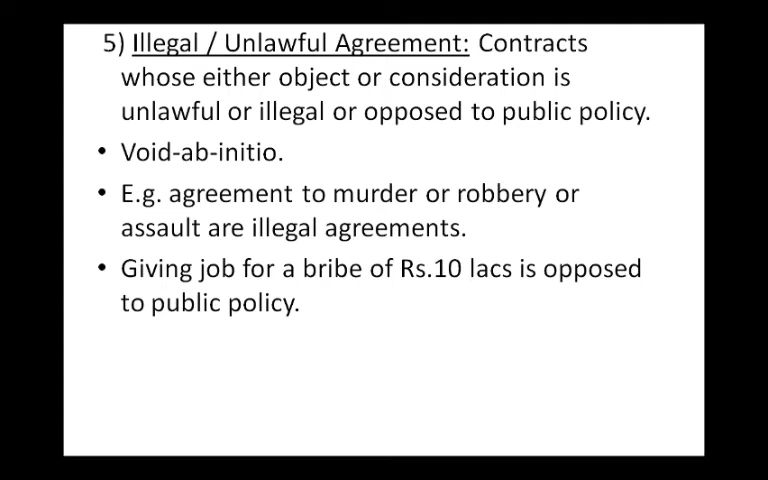 5) Illegal / Unlawful Agreement: Contracts
whose either object or consideration is
unlawful or illegal or opposed to public policy.
• Void-ab-initio.
• E.g. agreement to murder or robbery or
assault are illegal agreements.
• Giving job for a bribe of Rs.10 lacs is opposed
to public policy.